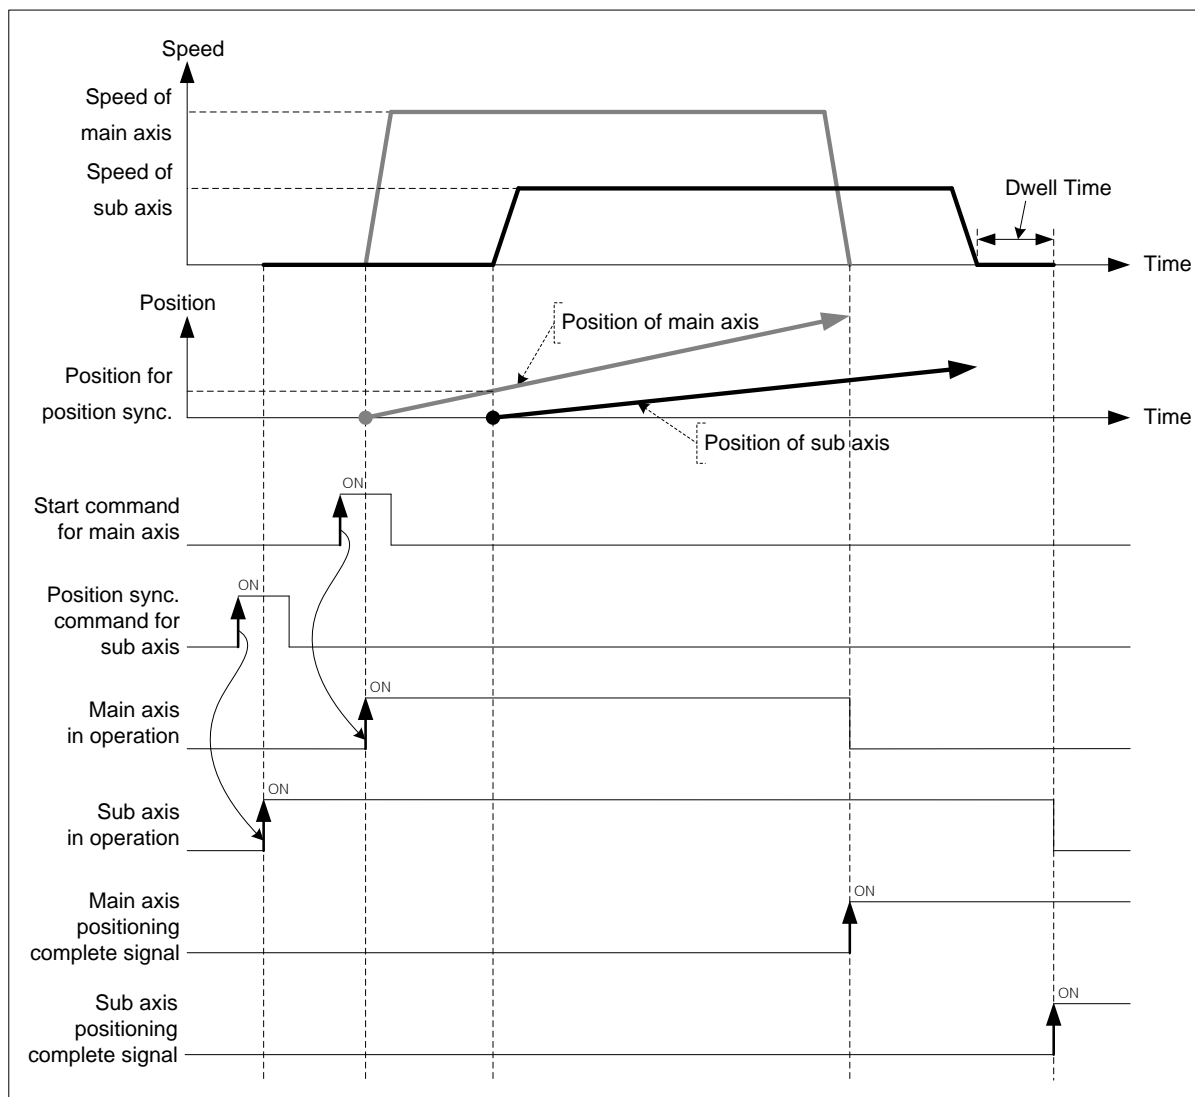 Speed
Speed of
main axis
Speed of
sub axis
Dwell Time
Time
Position
Position of main axis
Position for
position sync.
Time
Position of sub axis
ON
Start command
for main axis
ON
Position sync.
command for
sub axis
ON
Main axis
in operation
ON
Sub axis
in operation
ON
Main axis
positioning
complete signal
ON
Sub axis
positioning
complete signal